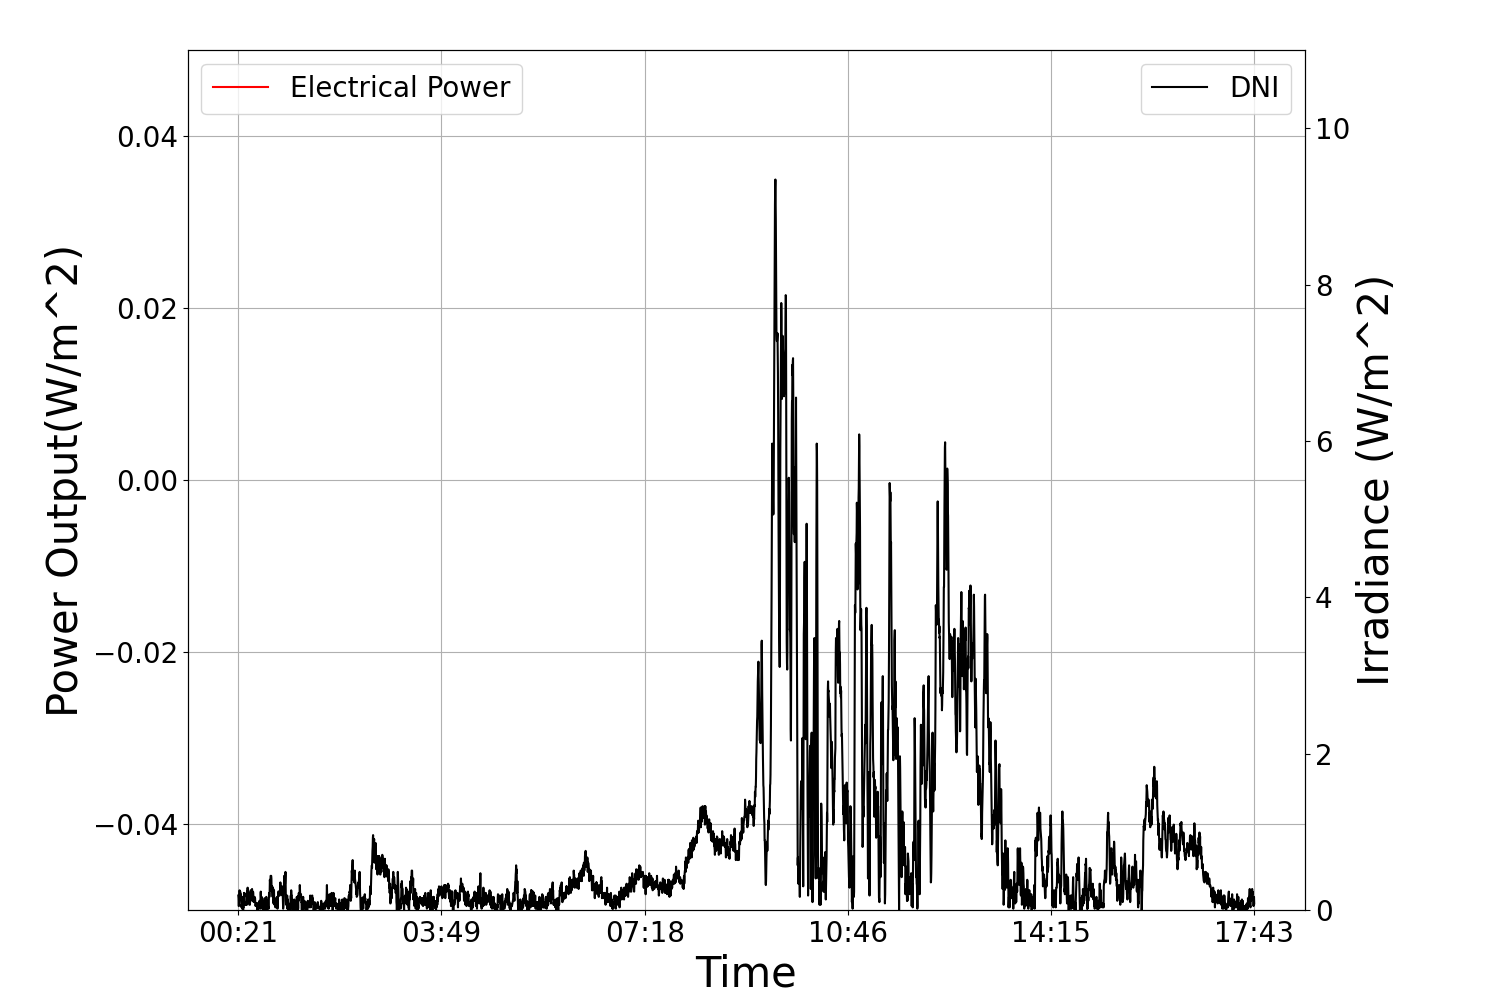 Electrical Power
DNI
0.04
0.02
0.00
−0.02
−0.04
Power Output(W/m^2)
10
8
6
4
2
0
Irradiance (W/m^2)
00:21 03:49 07:18 10:46 14:15 17:43
Time